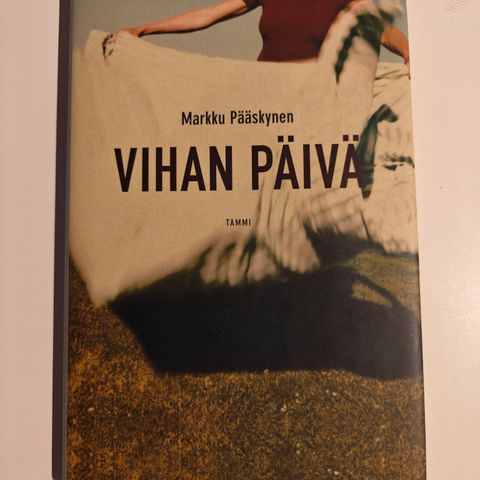 Markku Pääskynen
VIHAN PÄIVÄ
TAMMI